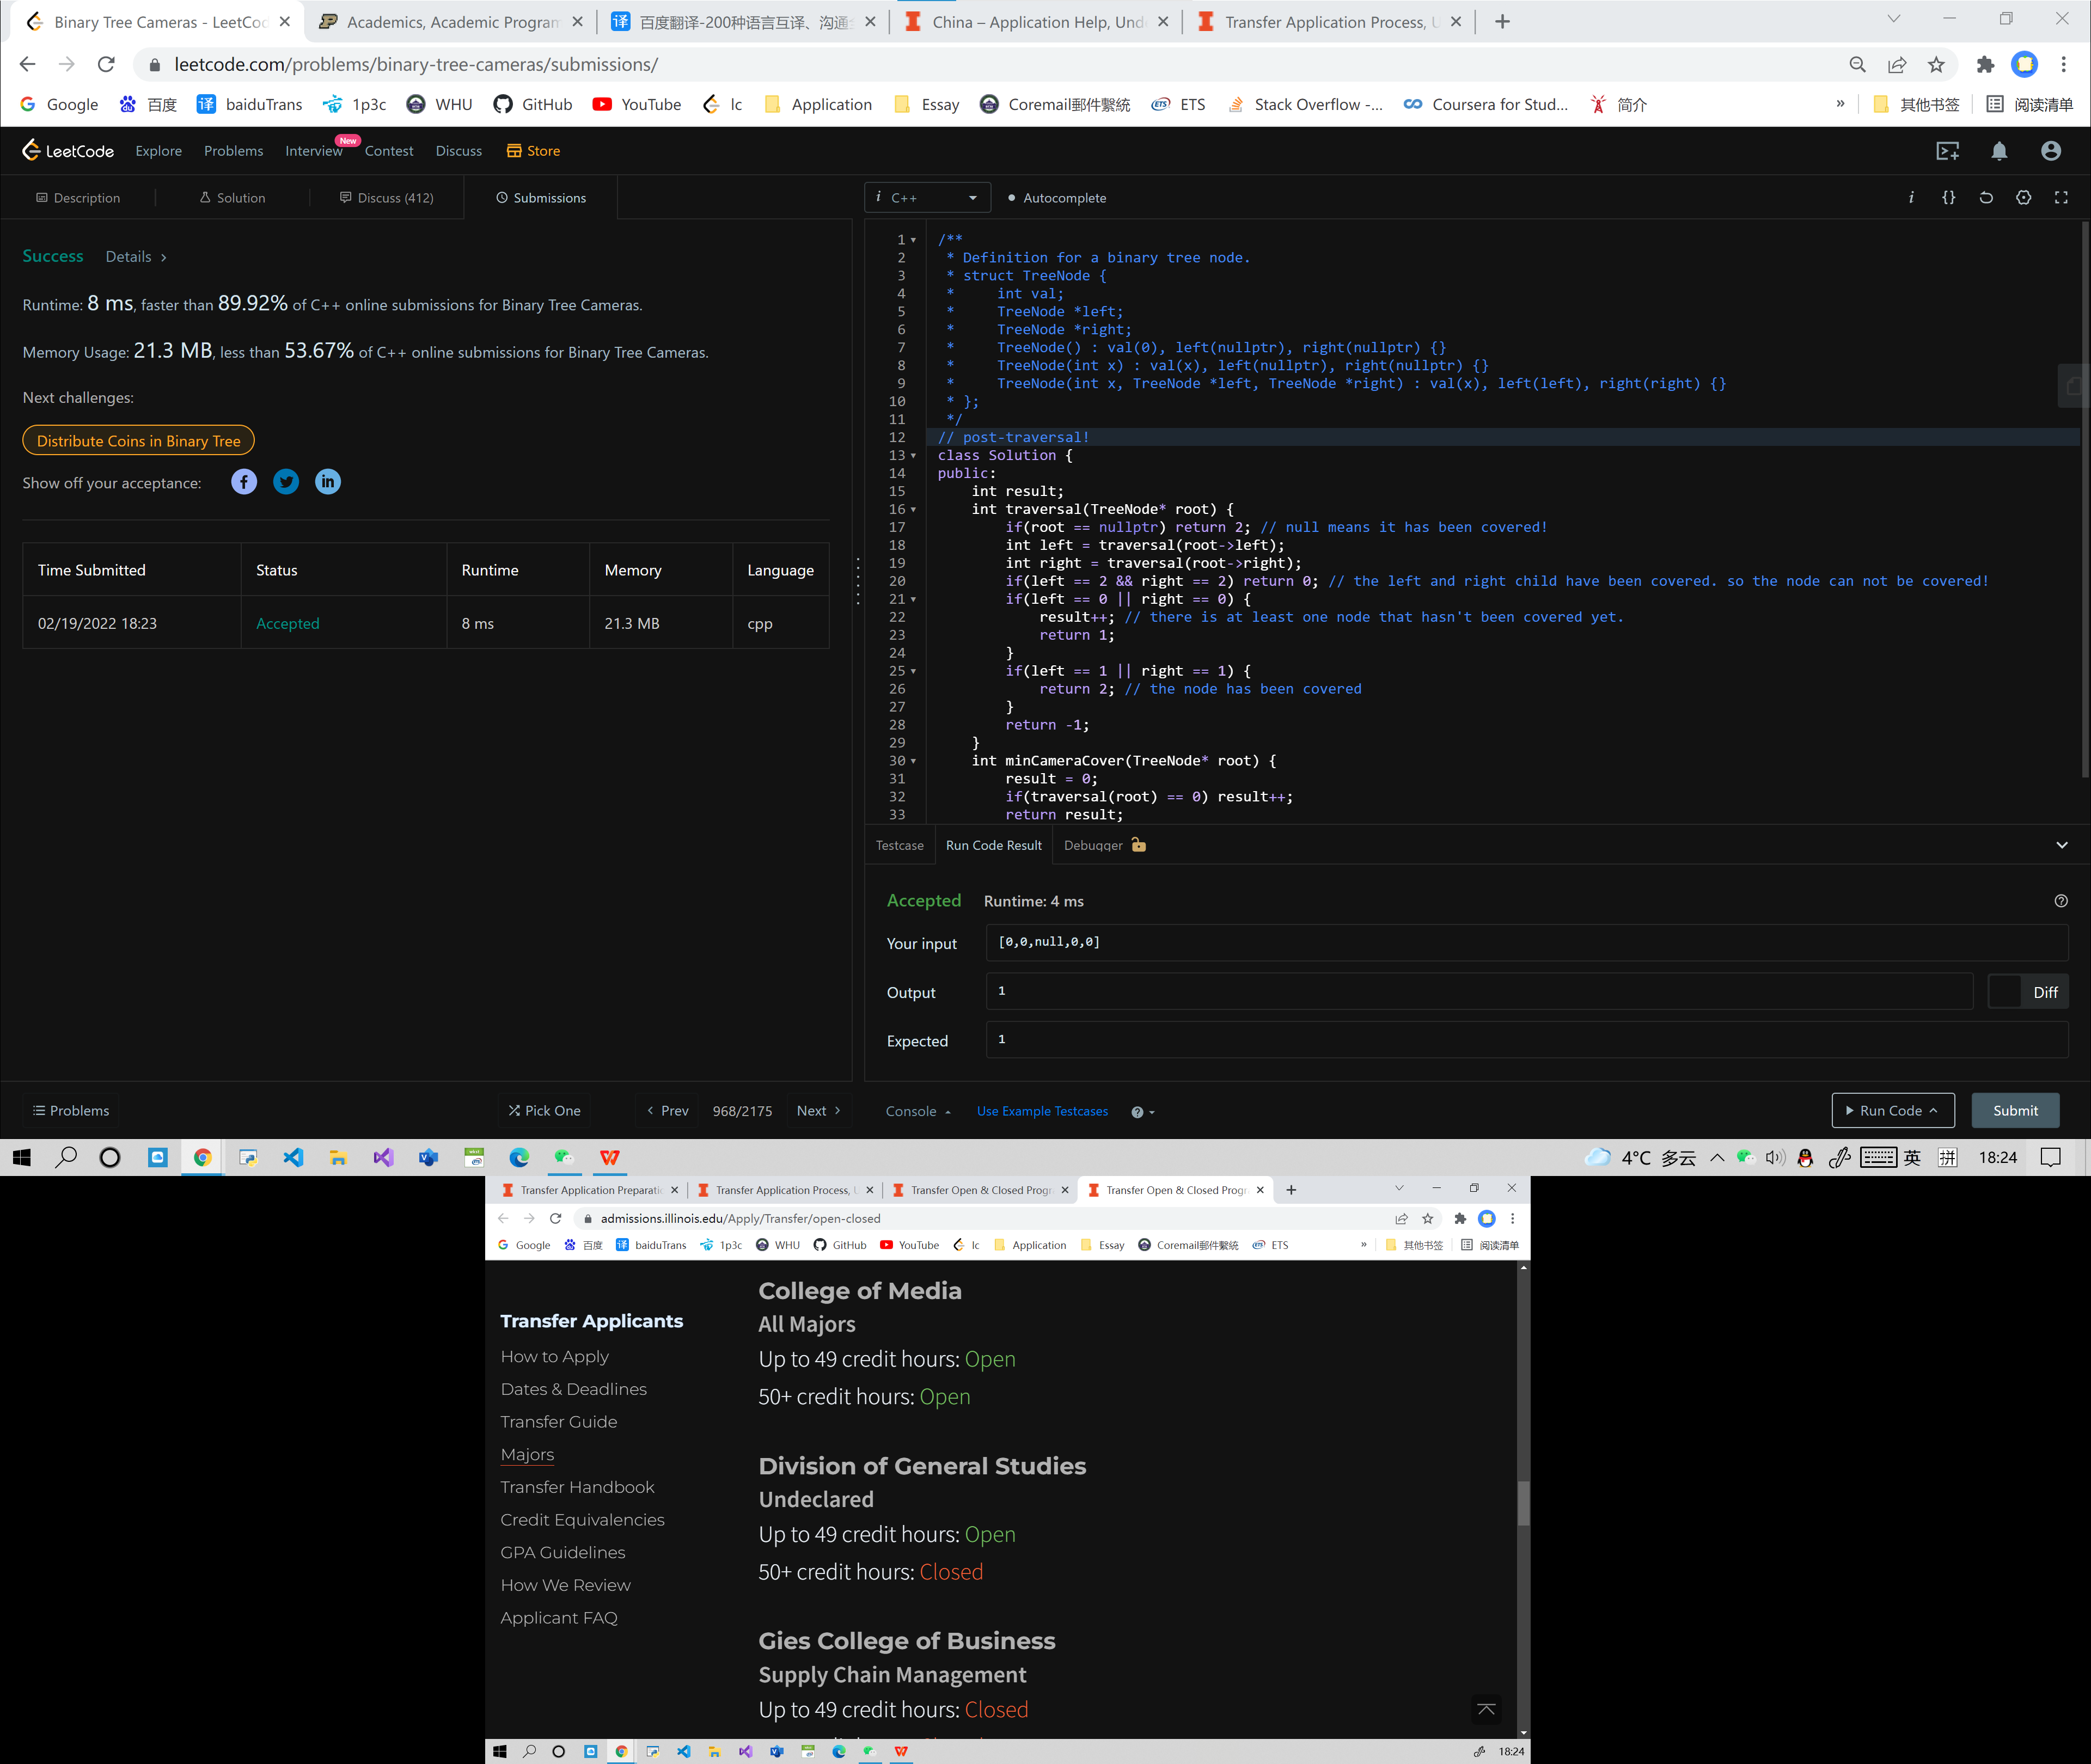 Binary Tree Cameras - LeetCod
Academics, Academic Program
百度翻译-200种语言互译、沟通
China – Application Help, Und
Transfer Application Process, U
leetcode.com/problems/binary-tree-cameras/submissions/
Google 百度 baiduTrans 1p3c WHU GitHub YouTube lc Application Essay Coremail郵件繫統 ETS Stack Overflow -... Coursera for Stud... 简介 » 其他书签 阅读清单
LeetCode Explore Problems Interview New Contest Discuss Store
Description Solution Discuss (412) Submissions
i C++ Autocomplete
Success Details >
Runtime: 8 ms, faster than 89.92% of C++ online submissions for Binary Tree Cameras.
Memory Usage: 21.3 MB, less than 53.67% of C++ online submissions for Binary Tree Cameras.
Next challenges:
Distribute Coins in Binary Tree
Show off your acceptance:
Time Submitted Status Runtime Memory Language
02/19/2022 18:23 Accepted 8 ms 21.3 MB cpp
1 /**
2 * Definition for a binary tree node.
3 * struct TreeNode {
4 *     int val;
5 *     TreeNode *left;
6 *     TreeNode *right;
7 *     TreeNode() : val(0), left(nullptr), right(nullptr) {}
8 *     TreeNode(int x) : val(x), left(nullptr), right(nullptr) {}
9 *     TreeNode(int x, TreeNode *left, TreeNode *right) : val(x), left(left), right(right) {}
10 * };
11 */
12 // post-traversal!
13 class Solution {
14 public:
15     int result;
16     int traversal(TreeNode* root) {
17         if(root == nullptr) return 2; // null means it has been covered!
18         int left = traversal(root->left);
19         int right = traversal(root->right);
20         if(left == 2 && right == 2) return 0; // the left and right child have been covered. so the node can not be covered!
21         if(left == 0 || right == 0) {
22             result++; // there is at least one node that hasn't been covered yet.
23             return 1;
24         }
25         if(left == 1 || right == 1) {
26             return 2; // the node has been covered
27         }
28         return -1;
29     }
30     int minCameraCover(TreeNode* root) {
31         result = 0;
32         if(traversal(root) == 0) result++;
33         return result;
Testcase Run Code Result Debugger
Accepted Runtime: 4 ms
Your input [0,0,null,0,0]
Output 1 Diff
Expected 1
Problems Pick One Prev 968/2175 Next Console Use Example Testcases Run Code Submit
4°C 多云 英 拼 18:24
Transfer Application Preparatic
Transfer Application Process, U
Transfer Open & Closed Progr
Transfer Open & Closed Progr
admissions.illinois.edu/Apply/Transfer/open-closed
Google 百度 baiduTrans 1p3c WHU GitHub YouTube lc Application Essay Coremail郵件繫統 ETS » 其他书签 阅读清单
Transfer Applicants
How to Apply
Dates & Deadlines
Transfer Guide
Majors
Transfer Handbook
Credit Equivalencies
GPA Guidelines
How We Review
Applicant FAQ
College of Media
All Majors
Up to 49 credit hours: Open
50+ credit hours: Open
Division of General Studies
Undeclared
Up to 49 credit hours: Open
50+ credit hours: Closed
Gies College of Business
Supply Chain Management
Up to 49 credit hours: Closed
18:24